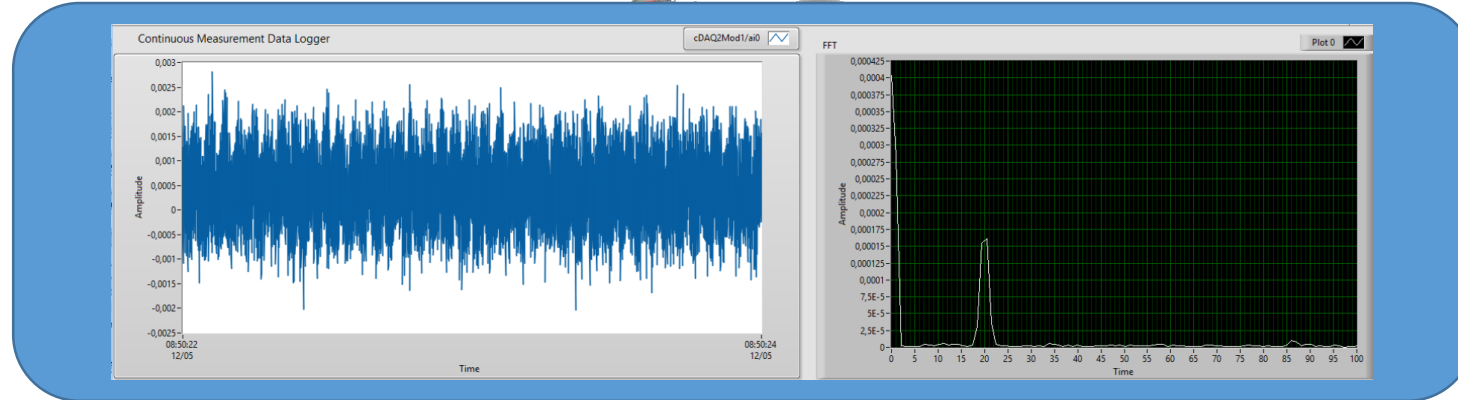 Continuous Measurement Data Logger
cDAQ2Mod1/ai0
0,003
0,0025
0,002
0,0015
0,001
0,0005
0
-0,0005
-0,001
-0,0015
-0,002
-0,0025
Amplitude
08:50:22
12/05
08:50:24
12/05
Time
FFT
Plot 0
0,000425
0,0004
0,000375
0,00035
0,000325
0,0003
0,000275
0,00025
0,000225
0,0002
0,000175
0,00015
0,000125
0,0001
7,5E-5
5E-5
2,5E-5
0
Amplitude
0 5 10 15 20 25 30 35 40 45 50 55 60 65 70 75 80 85 90 95 100
Time